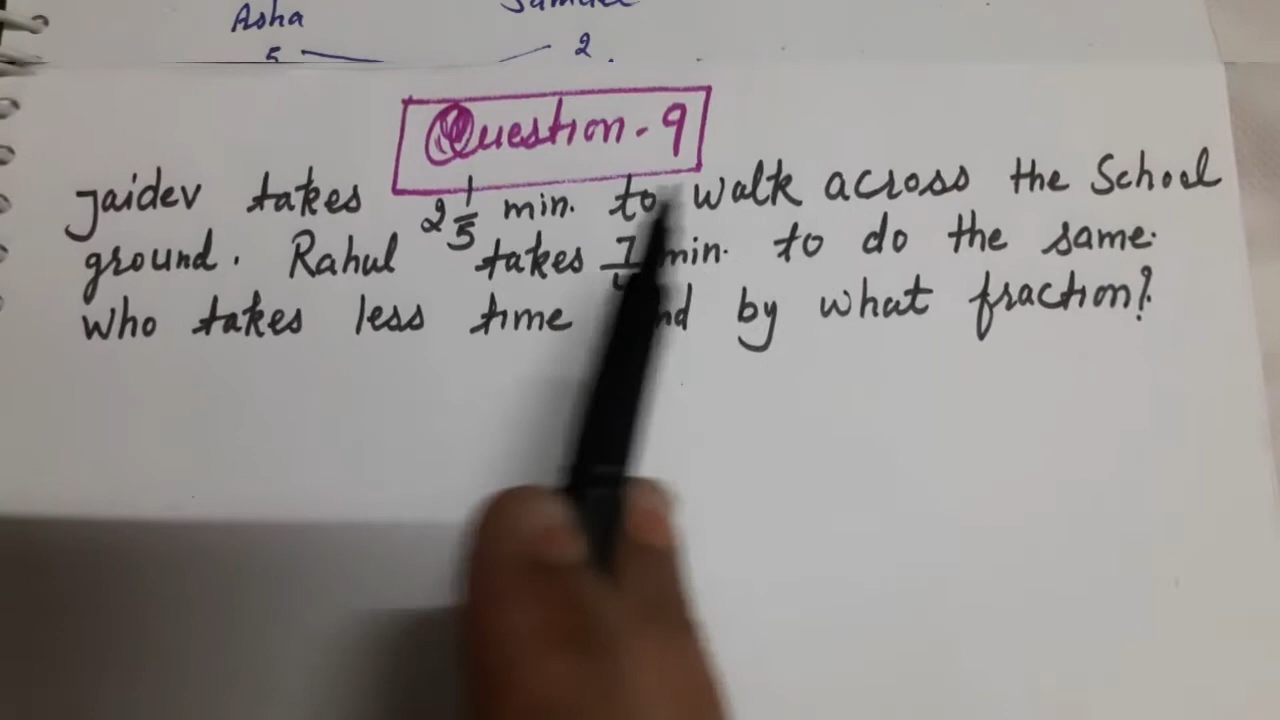 Asha
5 2.
Question-9
Jaidev takes 2 1/5 min. to walk across the School
ground. Rahul takes 7/ min. to do the same.
Who takes less time and by what fraction?